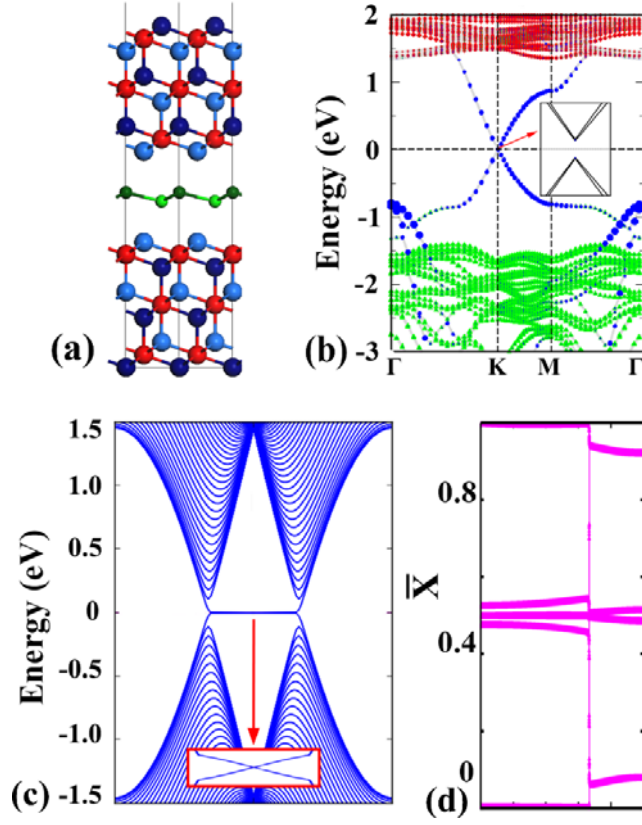 (a)
Energy (eV)
2
1
0
-1
-2
-3
Γ
K
M
Γ
(b)
Energy (eV)
1.5
1.0
0.5
0
-0.5
-1.0
-1.5
(c)
X̅
0.8
0.4
0
(d)